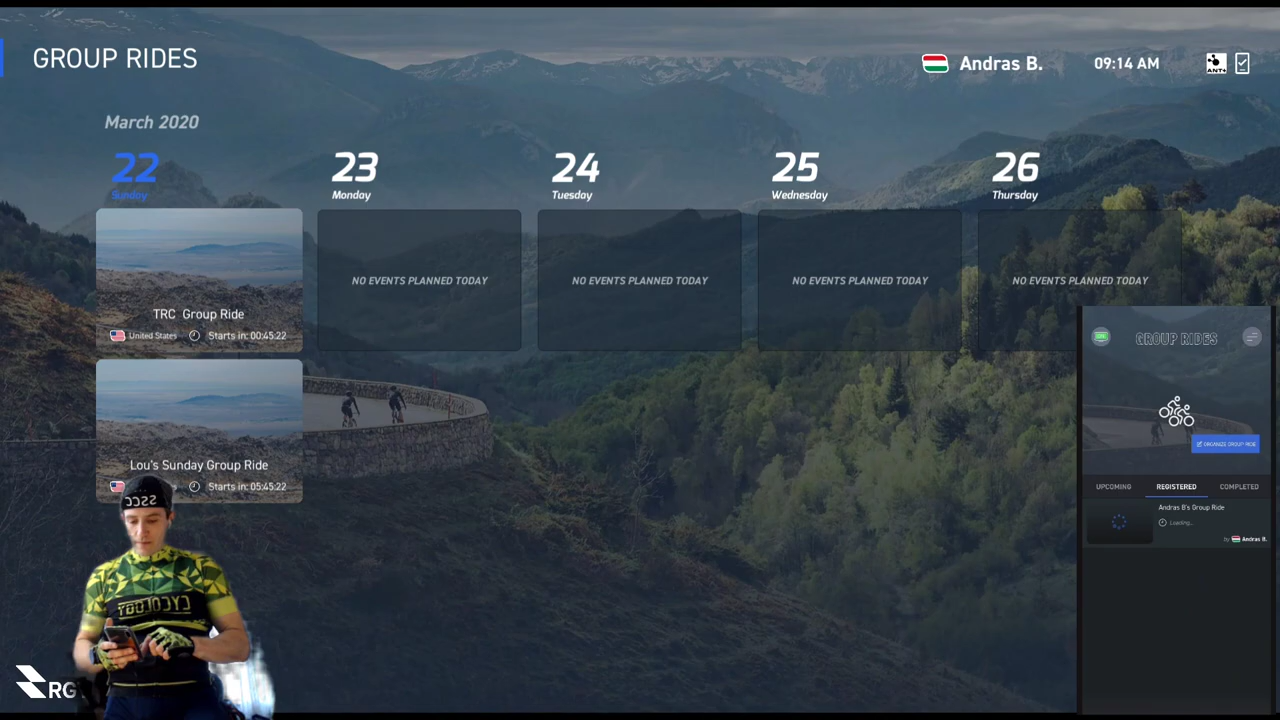 GROUP RIDES
Andras B.
09:14 AM
ANT+
March 2020
22
Sunday
23
Monday
24
Tuesday
25
Wednesday
26
Thursday
TRC Group Ride
United States
Starts in: 00:45:22
NO EVENTS PLANNED TODAY
NO EVENTS PLANNED TODAY
NO EVENTS PLANNED TODAY
NO EVENTS PLANNED TODAY
Lou's Sunday Group Ride
Starts in: 05:45:22
GROUP RIDES
ORGANIZE GROUP RIDE
UPCOMING
REGISTERED
COMPLETED
Andras B's Group Ride
Loading...
by Andras B.
SSCC
CYCOLOGY
RG